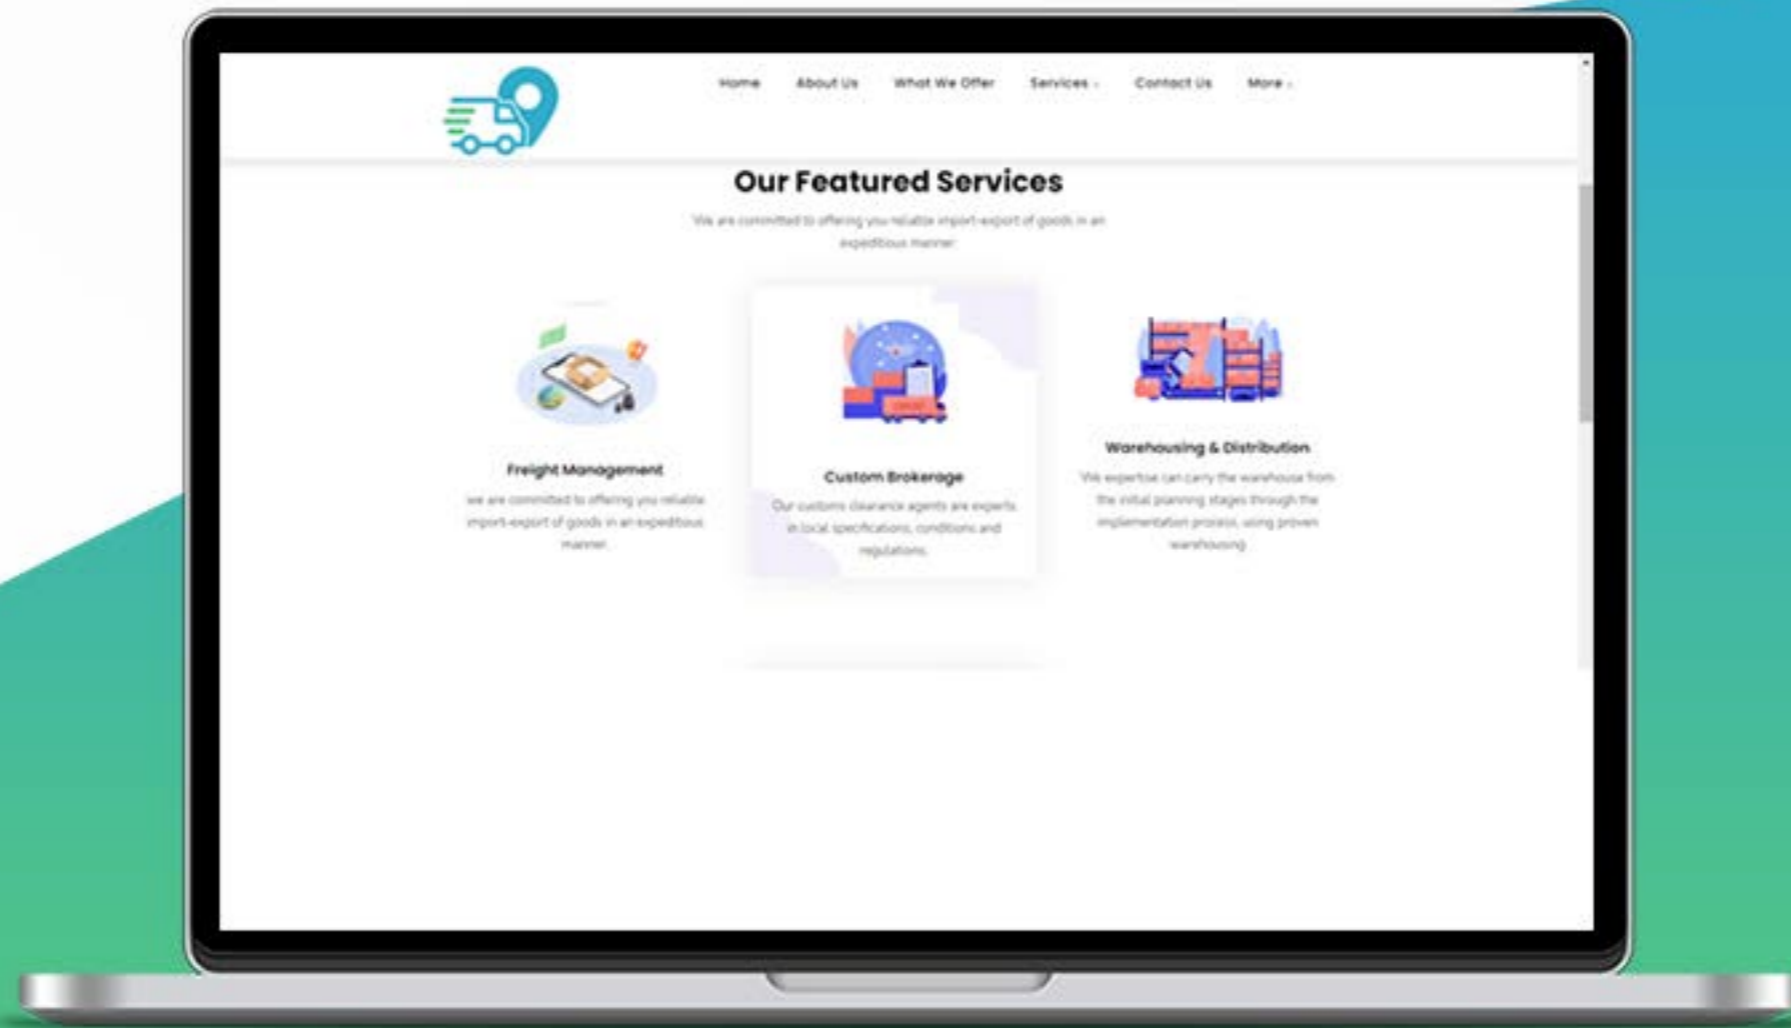 Home About Us What We Offer Services Contact Us More
Our Featured Services
We are committed to offering you reliable import-export of goods in an
expeditious manner.
Freight Management
we are committed to offering you reliable
import-export of goods in an expeditious
manner.
Custom Brokerage
Our customs clearance agents are experts
in local specifications, conditions and
regulations.
Warehousing & Distribution
We expertise can carry the warehouse from
the initial planning stages through the
implementation process, using proven
warehousing